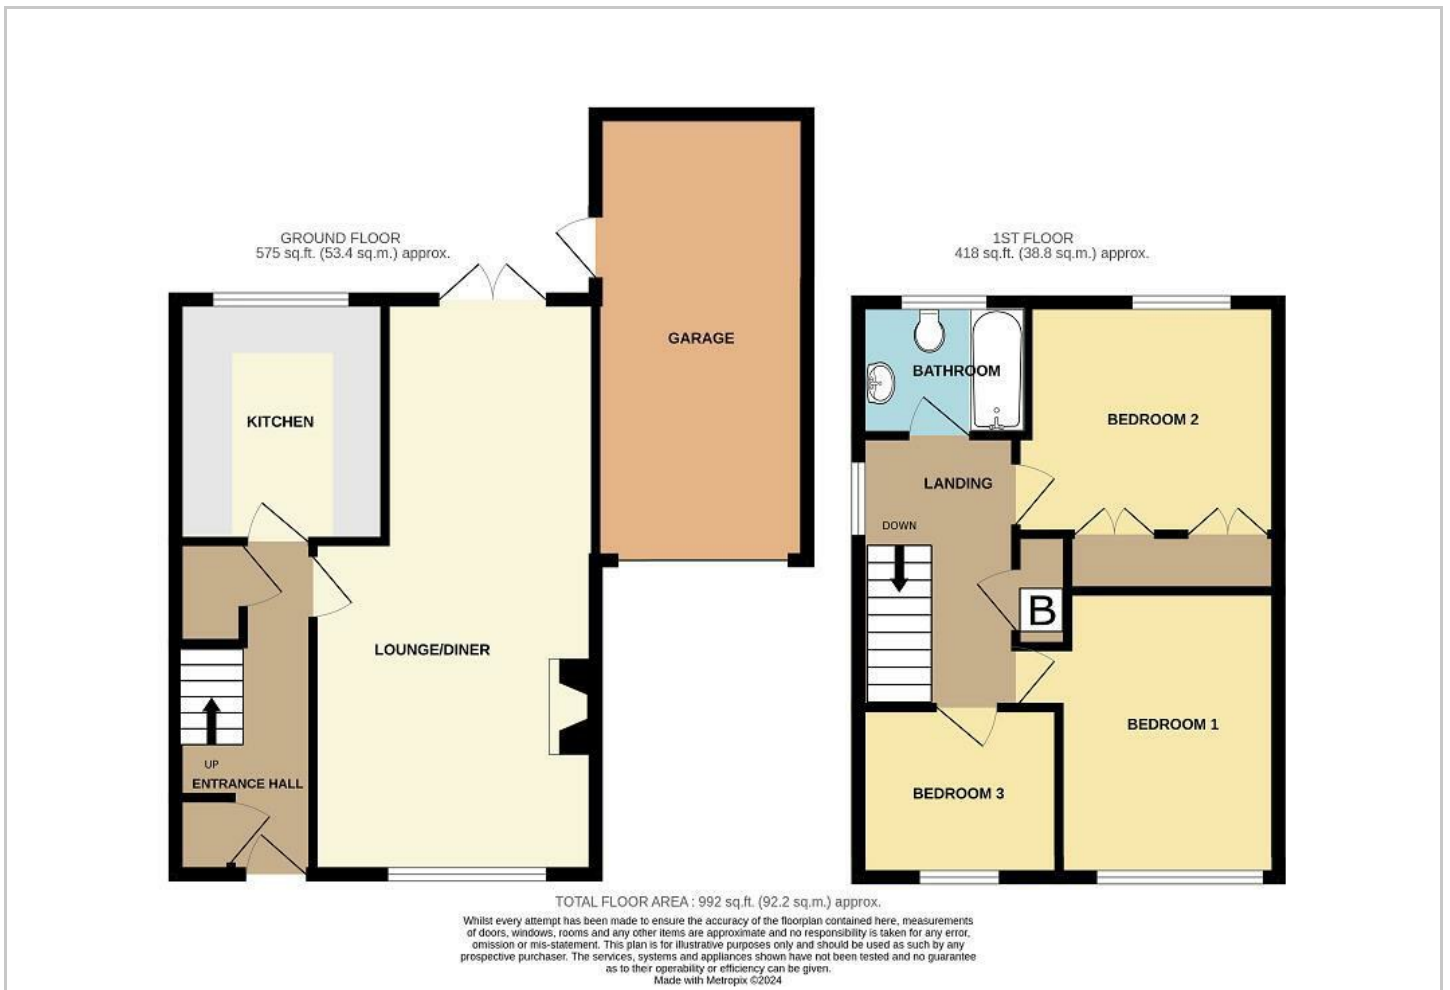 GROUND FLOOR
575 sq.ft. (53.4 sq.m.) approx.
GARAGE
KITCHEN
LOUNGE/DINER
UP
ENTRANCE HALL
1ST FLOOR
418 sq.ft. (38.8 sq.m.) approx.
BATHROOM
BEDROOM 2
LANDING
DOWN
B
BEDROOM 1
BEDROOM 3
TOTAL FLOOR AREA : 992 sq.ft. (92.2 sq.m.) approx.
Whilst every attempt has been made to ensure the accuracy of the floorplan contained here, measurements
of doors, windows, rooms and any other items are approximate and no responsibility is taken for any error,
omission or mis-statement. This plan is for illustrative purposes only and should be used as such by any
prospective purchaser. The services, systems and appliances shown have not been tested and no guarantee
as to their operability or efficiency can be given.
Made with Metropix ©2024